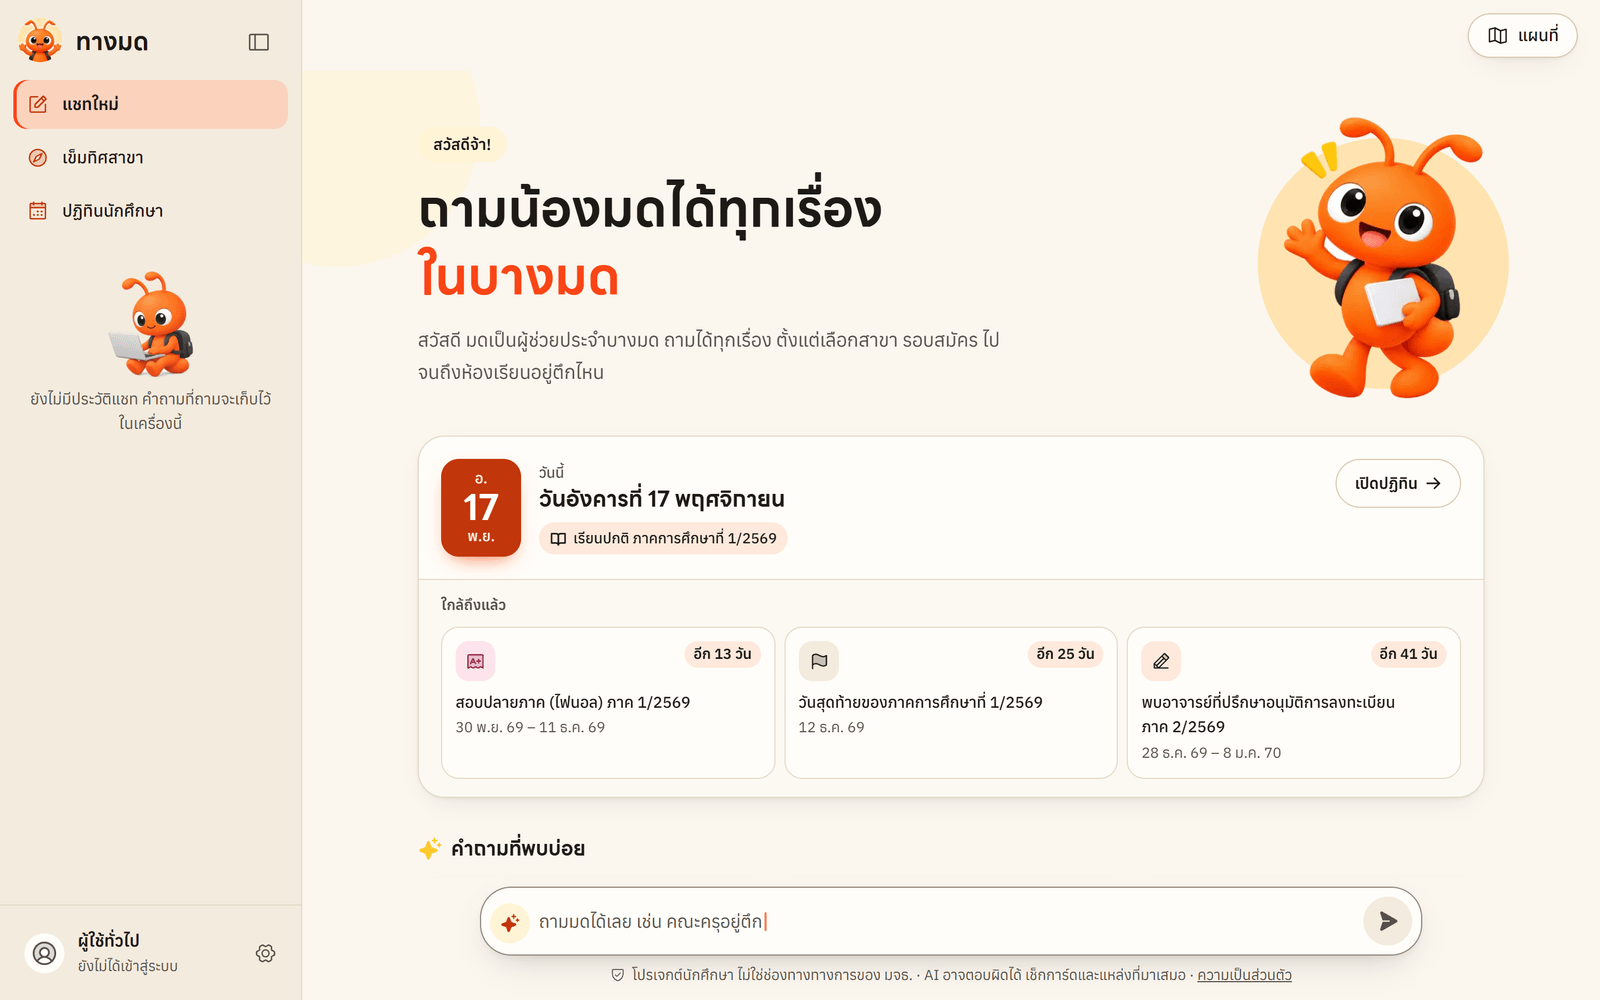 ทางมด
แผนที่
แชทใหม่
เข็มทิศสาขา
ปฏิทินนักศึกษา
ยังไม่มีประวัติแชท คำถามที่ถามจะเก็บไว้
ในเครื่องนี้
ผู้ใช้ทั่วไป
ยังไม่ได้เข้าสู่ระบบ
สวัสดีจ้า!
ถามน้องมดได้ทุกเรื่อง
ในบางมด
สวัสดี มดเป็นผู้ช่วยประจำบางมด ถามได้ทุกเรื่อง ตั้งแต่เลือกสาขา รอบสมัคร ไป
จนถึงห้องเรียนอยู่ตึกไหน
อ.
17
พ.ย.
วันนี้
วันอังคารที่ 17 พฤศจิกายน
เรียนปกติ ภาคการศึกษาที่ 1/2569
เปิดปฏิทิน
ใกล้ถึงแล้ว
A+
อีก 13 วัน
สอบปลายภาค (ไฟนอล) ภาค 1/2569
30 พ.ย. 69 – 11 ธ.ค. 69
อีก 25 วัน
วันสุดท้ายของภาคการศึกษาที่ 1/2569
12 ธ.ค. 69
อีก 41 วัน
พบอาจารย์ที่ปรึกษาอนุมัติการลงทะเบียน
ภาค 2/2569
28 ธ.ค. 69 – 8 ม.ค. 70
คำถามที่พบบ่อย
ถามมดได้เลย เช่น คณะครุอยู่ตึก
โปรเจกต์นักศึกษา ไม่ใช่ช่องทางทางการของ มจธ. · AI อาจตอบผิดได้ เช็กการ์ดและแหล่งที่มาเสมอ · ความเป็นส่วนตัว